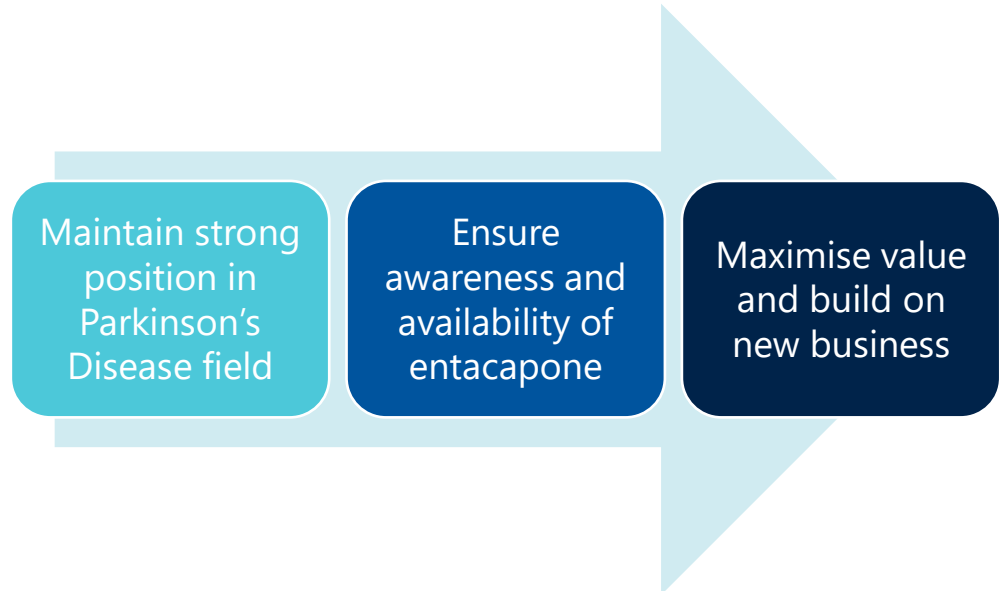 Maintain strong
position in
Parkinson’s
Disease field
Ensure
awareness and
availability of
entacapone
Maximise value
and build on
new business